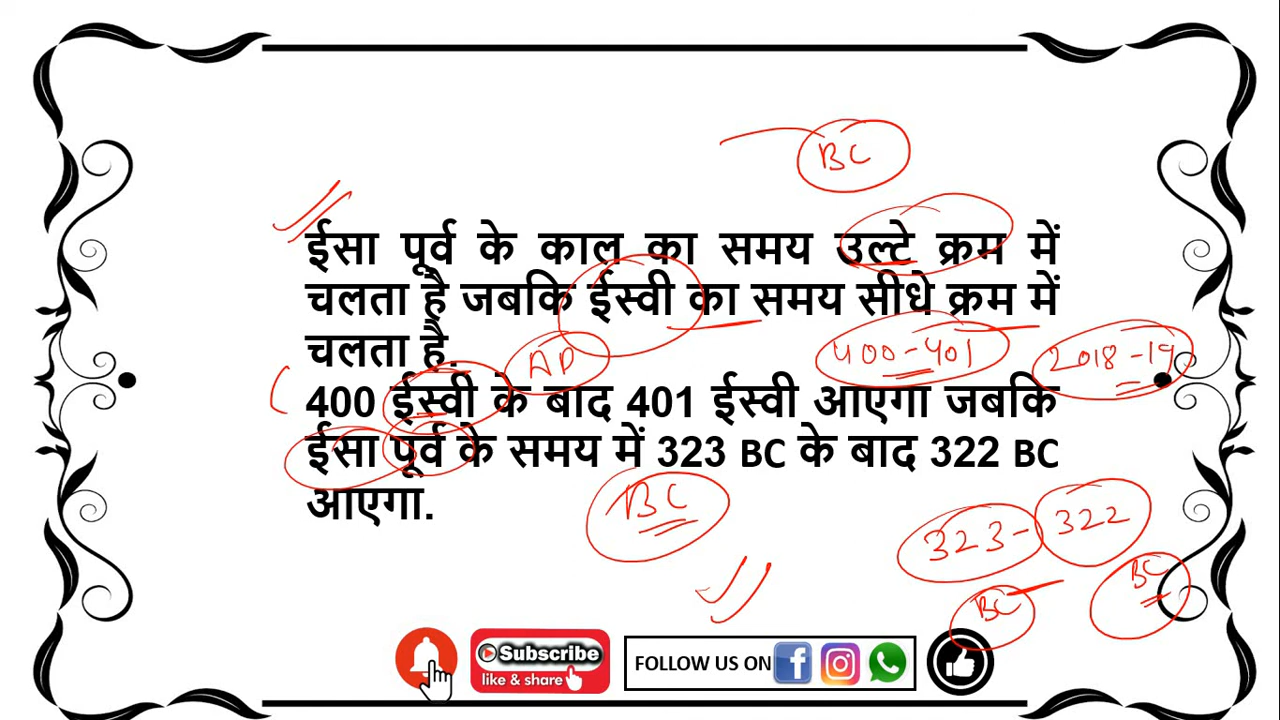 BC
ईसा पूर्व के काल का समय उल्टे क्रम में
चलता है जबकि ईस्वी का समय सीधे क्रम में
चलता है.
AD
400-401
2018-19
400 ईस्वी के बाद 401 ईस्वी आएगा जबकि
ईसा पूर्व के समय में 323 BC के बाद 322 BC
आएगा.
BC
323-322
BC
BC
Subscribe
like & share
FOLLOW US ON